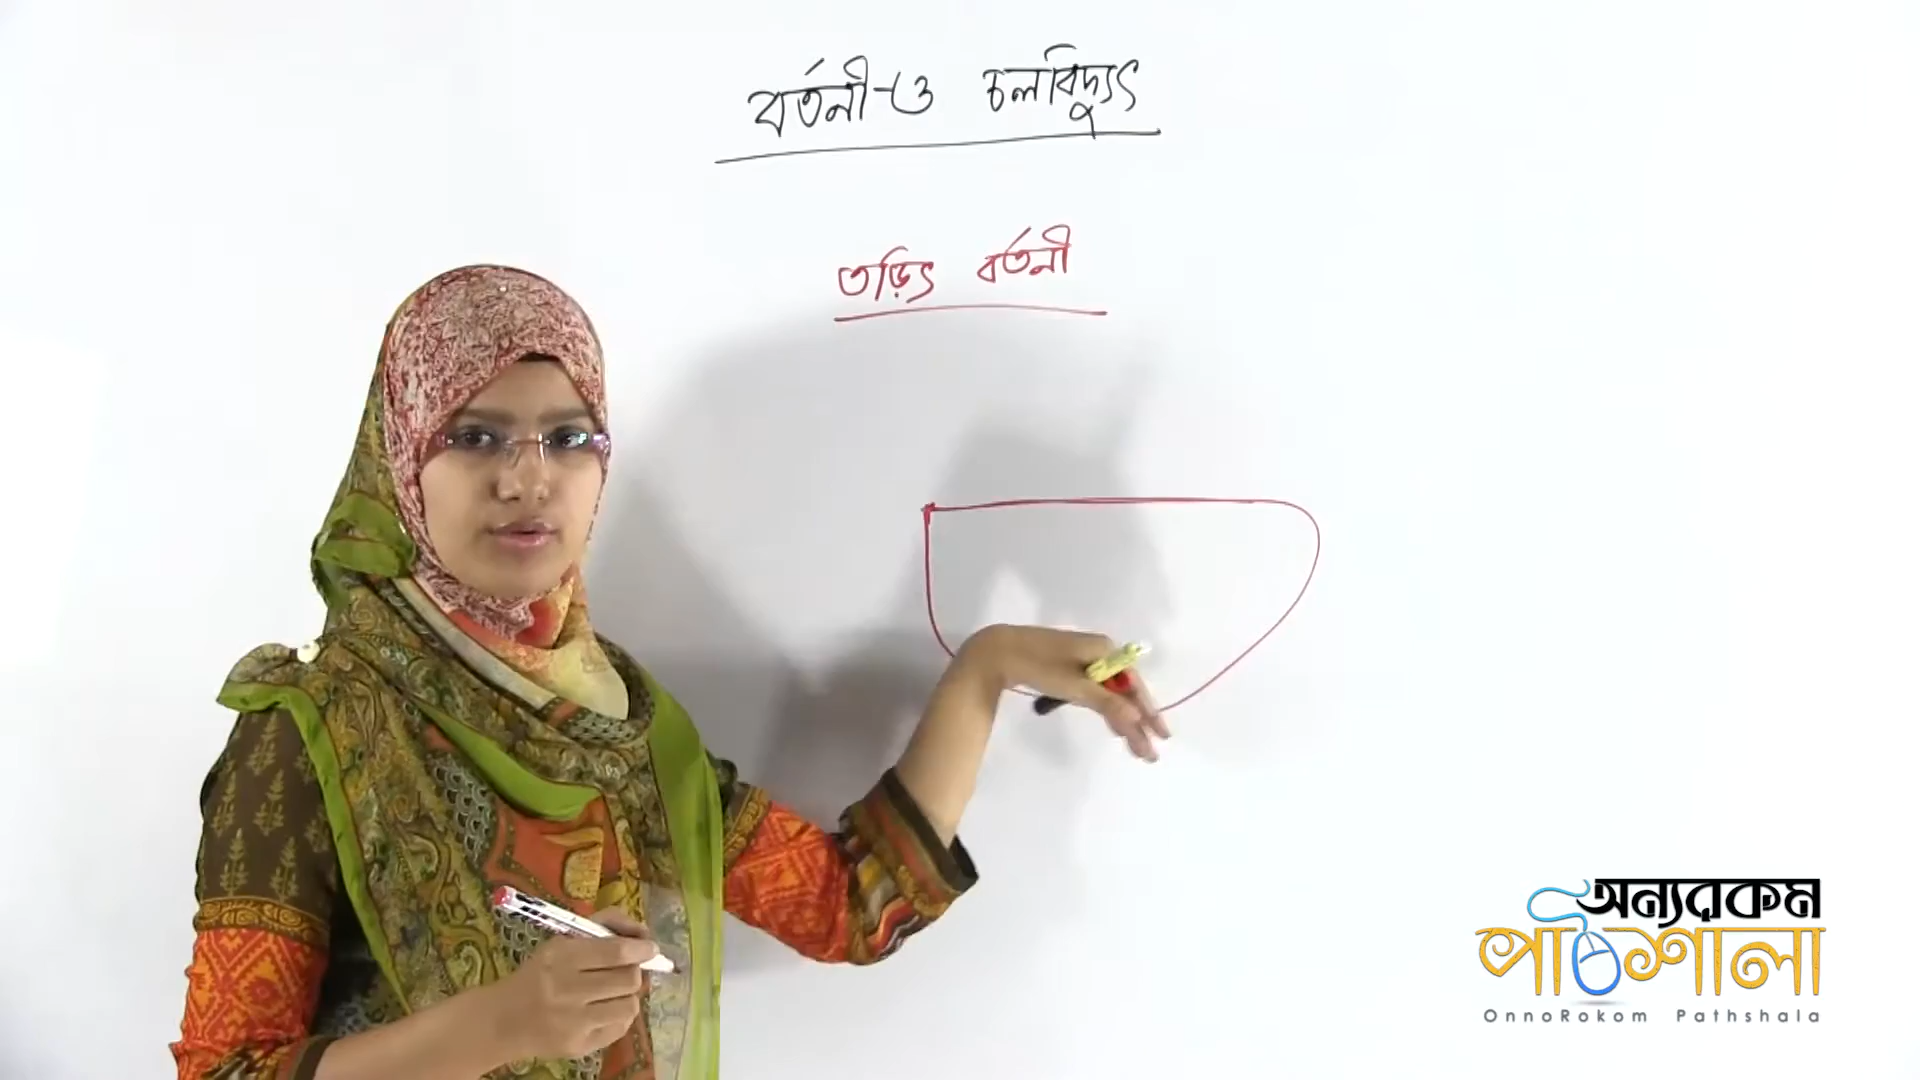 বর্তনী ও চলবিদ্যুৎ
তড়িৎ বর্তনী
অন্যরকম
পাঠশালা
OnnoRokom Pathshala